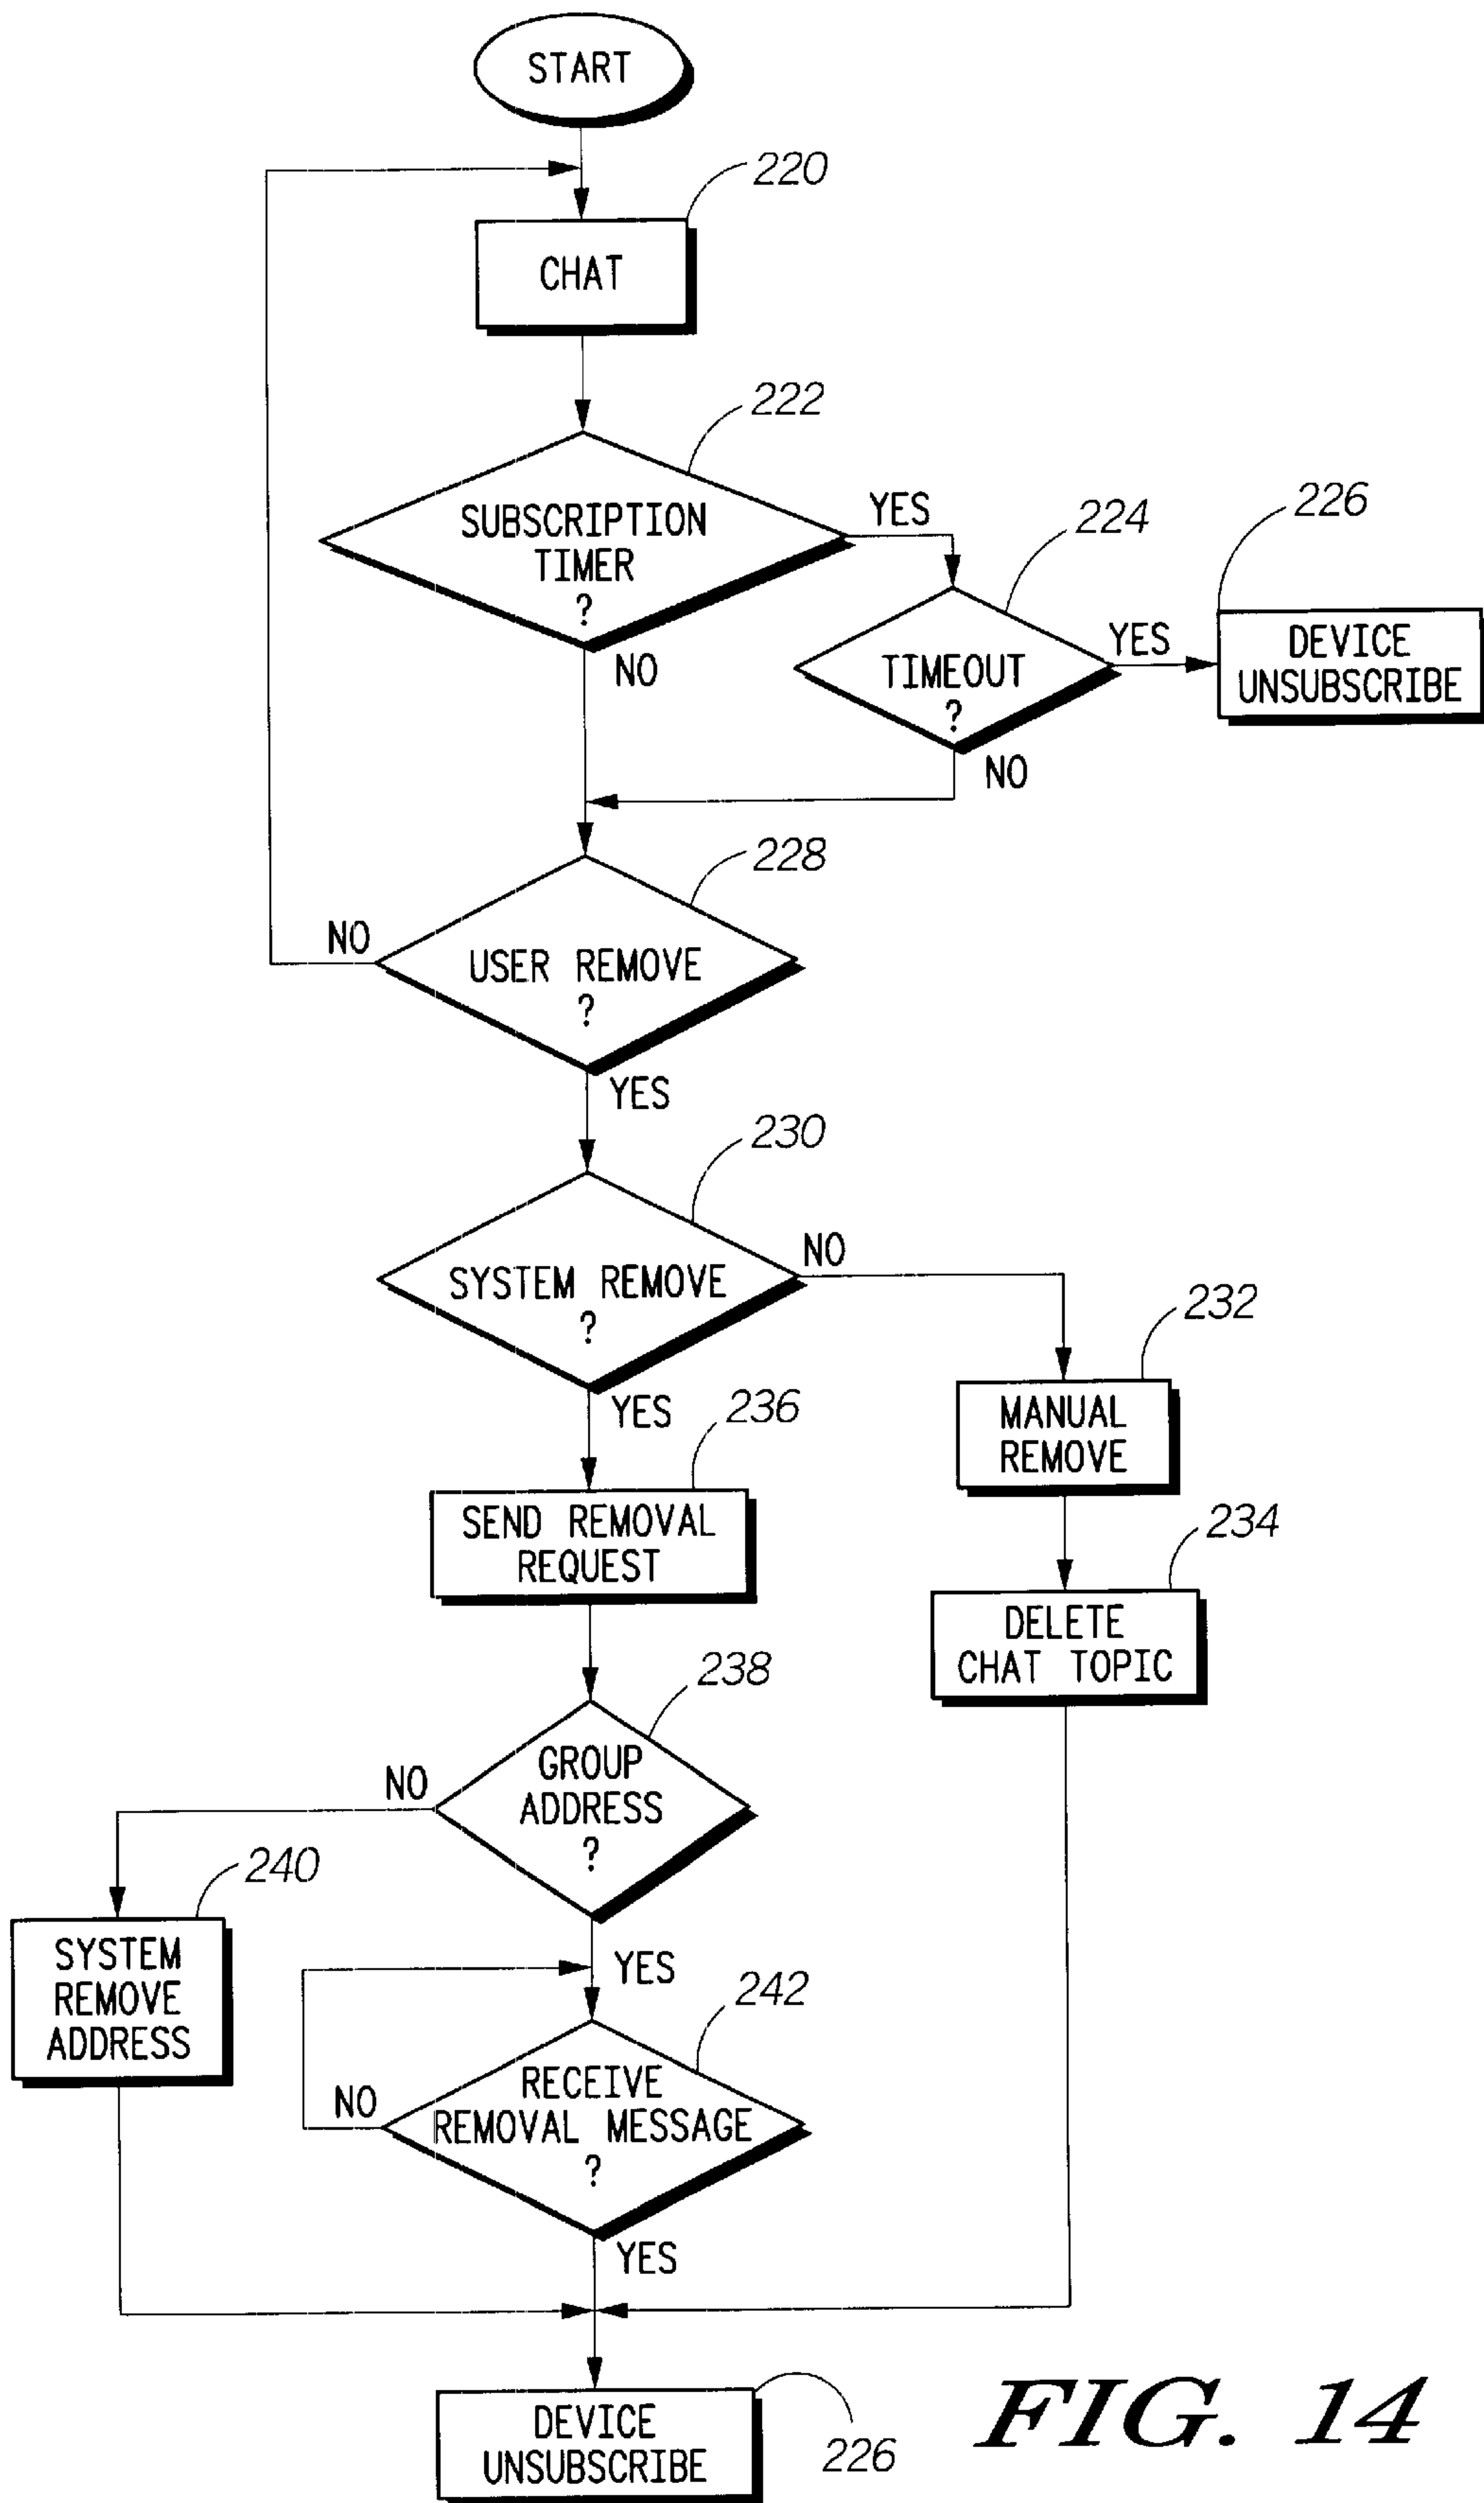 START
220
CHAT
222
SUBSCRIPTION
TIMER
?
YES
NO
224
TIMEOUT
?
YES
NO
226
DEVICE
UNSUBSCRIBE
228
USER REMOVE
?
NO
YES
230
SYSTEM REMOVE
?
NO
YES
232
MANUAL
REMOVE
234
DELETE
CHAT TOPIC
236
SEND REMOVAL
REQUEST
238
GROUP
ADDRESS
?
NO
YES
240
SYSTEM
REMOVE
ADDRESS
242
RECEIVE
REMOVAL MESSAGE
?
NO
YES
DEVICE
UNSUBSCRIBE
226
FIG. 14